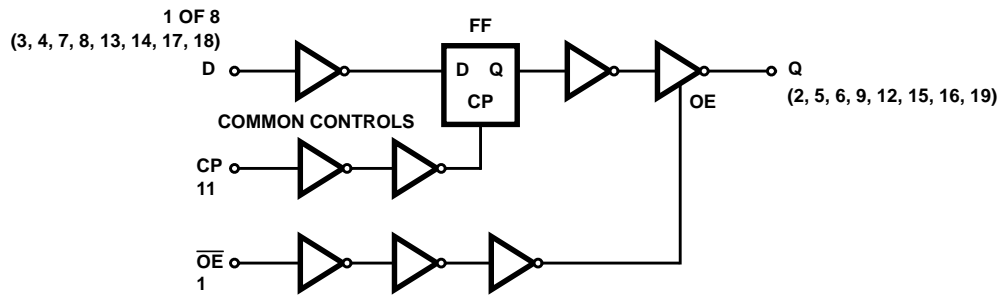 1 OF 8
(3, 4, 7, 8, 13, 14, 17, 18)
D
FF
D Q
CP
Q
(2, 5, 6, 9, 12, 15, 16, 19)
OE
COMMON CONTROLS
CP
11
O̅E̅
1